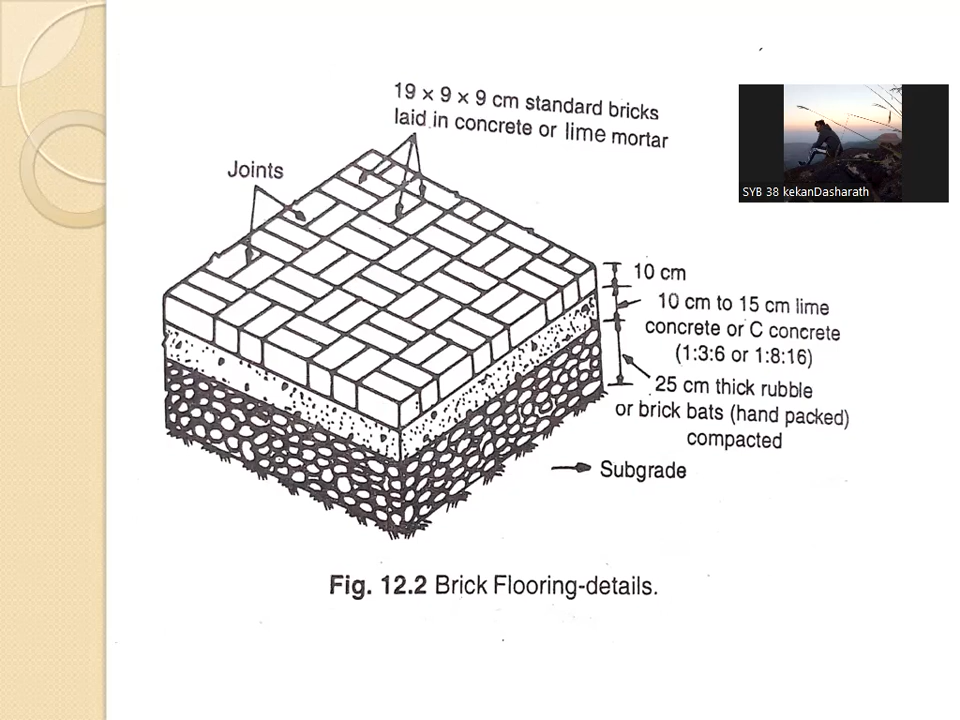 19 × 9 × 9 cm standard bricks
laid in concrete or lime mortar
Joints
SYB 38 kekanDasharath
10 cm
10 cm to 15 cm lime
concrete or C concrete
(1:3:6 or 1:8:16)
25 cm thick rubble
or brick bats (hand packed)
compacted
Subgrade
Fig. 12.2 Brick Flooring-details.